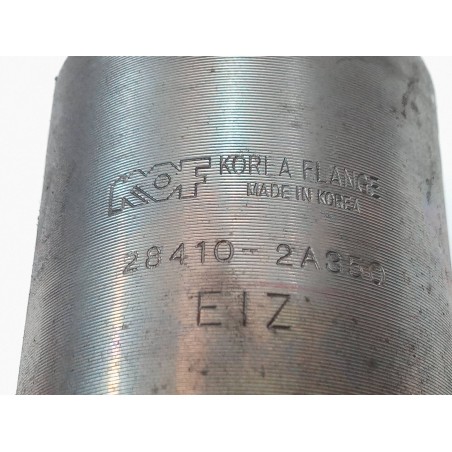 KOF KOREA FLANGE
MADE IN KOREA
28410-2A350
EIZ